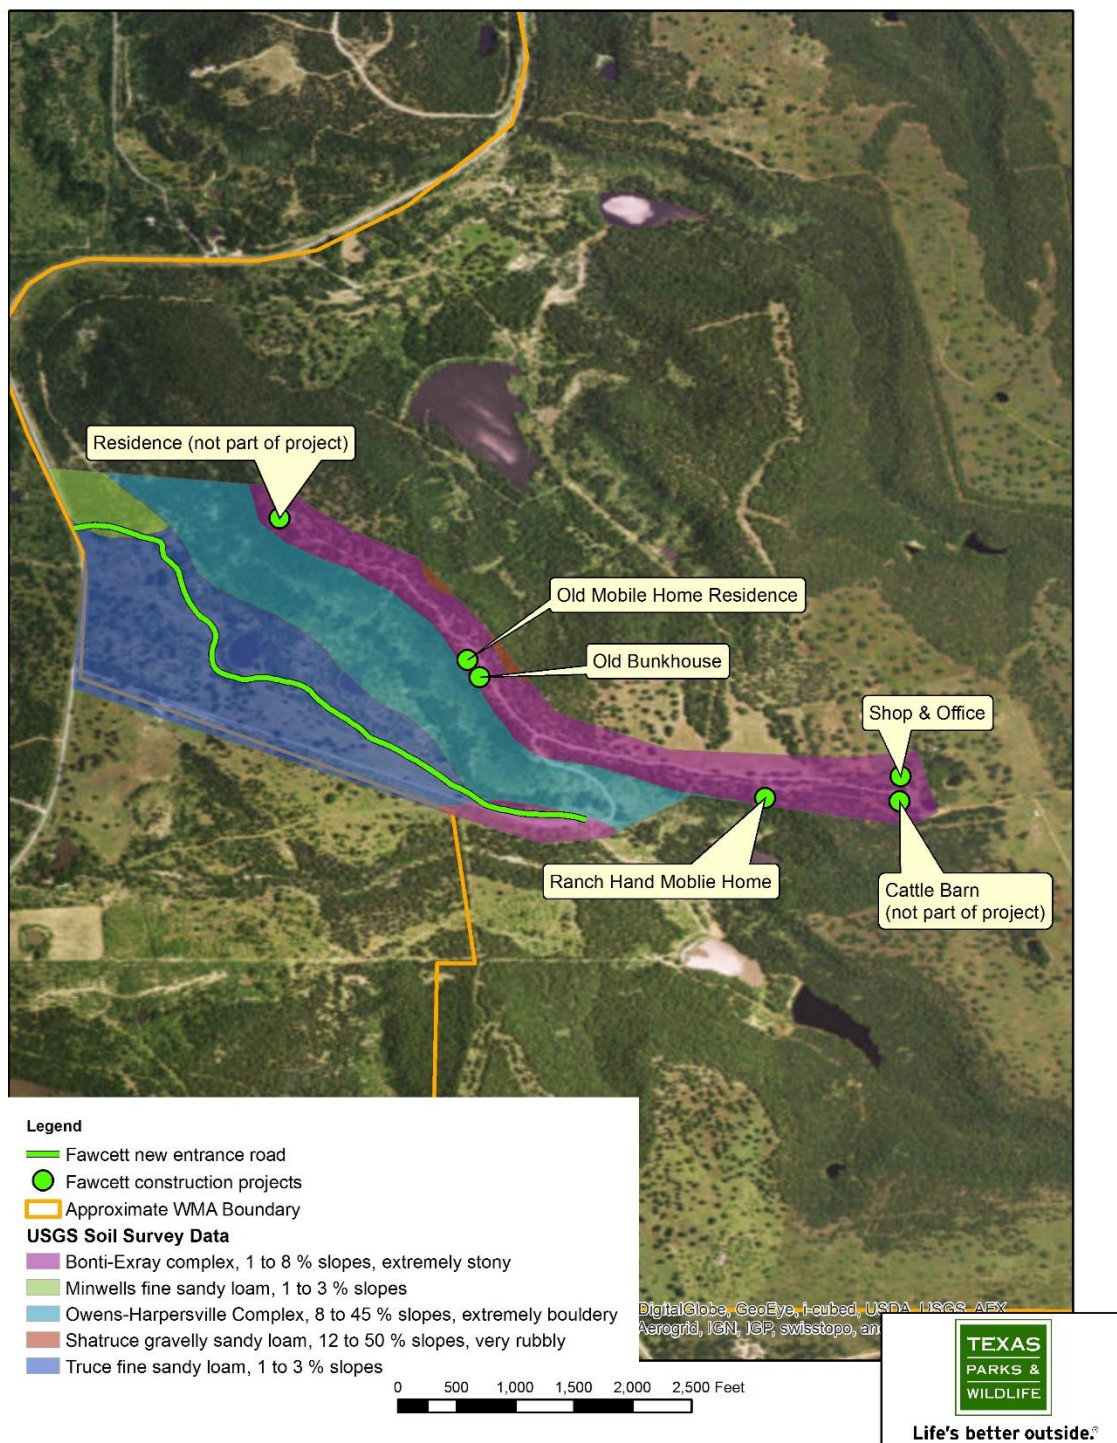 Residence (not part of project)
Old Mobile Home Residence
Old Bunkhouse
Shop & Office
Ranch Hand Moblie Home
Cattle Barn
(not part of project)
Legend
Fawcett new entrance road
Fawcett construction projects
Approximate WMA Boundary
USGS Soil Survey Data
Bonti-Exray complex, 1 to 8 % slopes, extremely stony
Minwells fine sandy loam, 1 to 3 % slopes
Owens-Harpersville Complex, 8 to 45 % slopes, extremely bouldery
Shatruce gravelly sandy loam, 12 to 50 % slopes, very rubbly
Truce fine sandy loam, 1 to 3 % slopes
DigitalGlobe, GeoEye, i-cubed, USDA, USGS, AEX,
Aerogrid, IGN, IGP, swisstopo,
0 500 1,000 1,500 2,000 2,500 Feet
TEXAS
PARKS &
WILDLIFE
Life's better outside.®